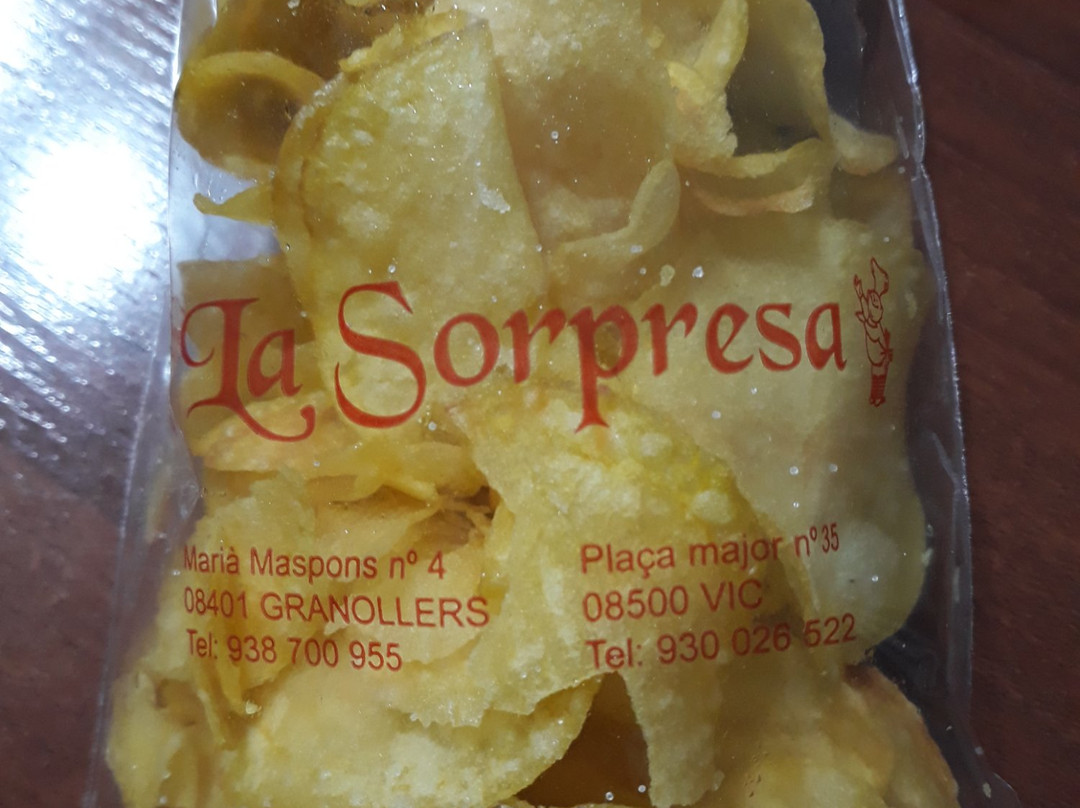 La Sorpresa
Marià Maspons nº 4
08401 GRANOLLERS
Tel: 938 700 955
Plaça major nº 35
08500 VIC
Tel: 930 026 522